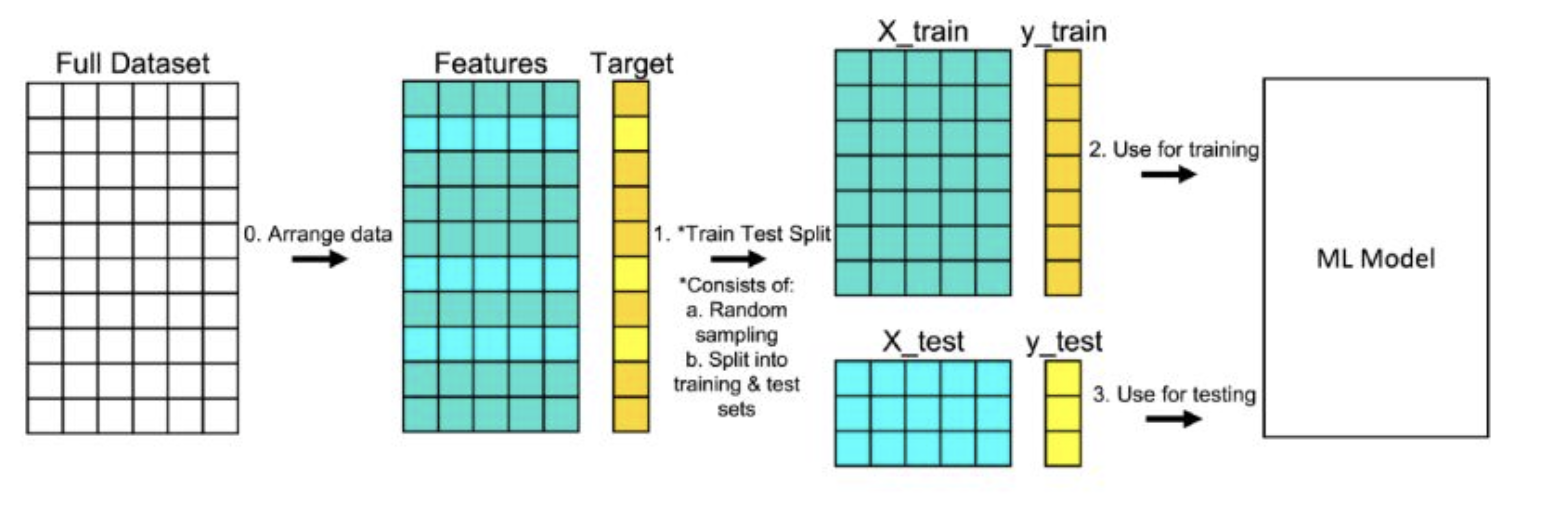 Full Dataset
0. Arrange data
Features
Target
1. *Train Test Split
*Consists of:
a. Random
sampling
b. Split into
training & test
sets
X_train
y_train
2. Use for training
X_test
y_test
3. Use for testing
ML Model